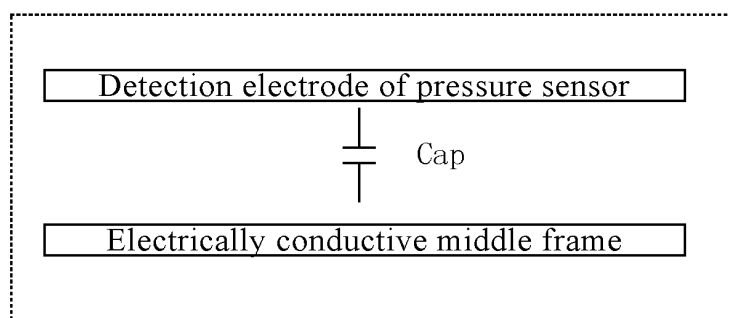 Detection electrode of pressure sensor
Cap
Electrically conductive middle frame